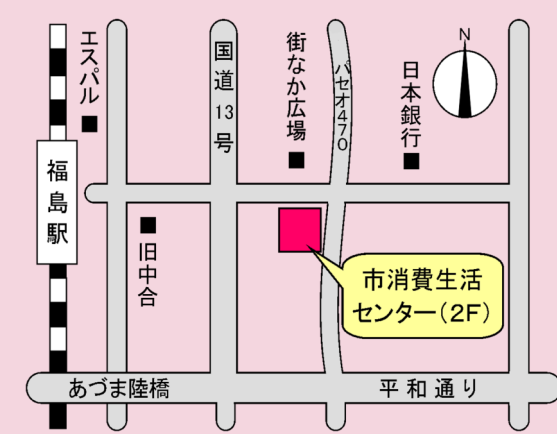 エスパル
国道13号
街なか広場
パセオ470
日本銀行
N
福島駅
旧中合
市消費生活
センター(2F)
あづま陸橋
平和通り